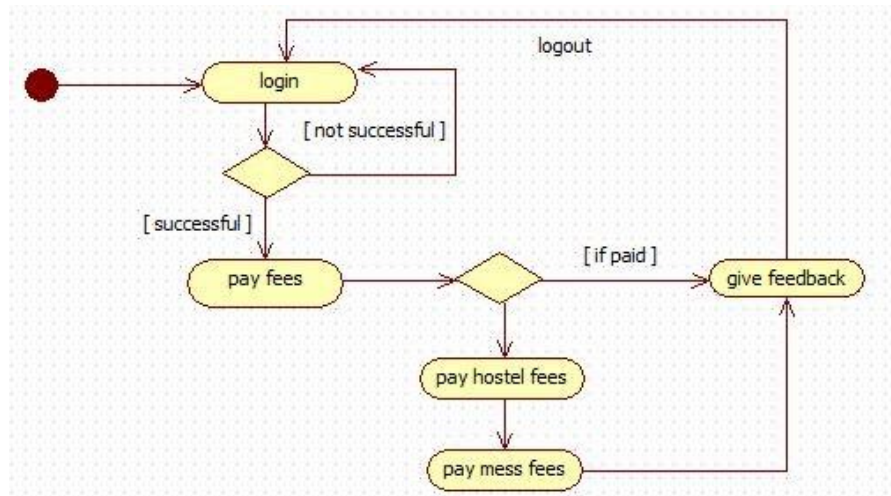 logout
login
[ not successful ]
[ successful ]
[ if paid ]
pay fees
give feedback
pay hostel fees
pay mess fees